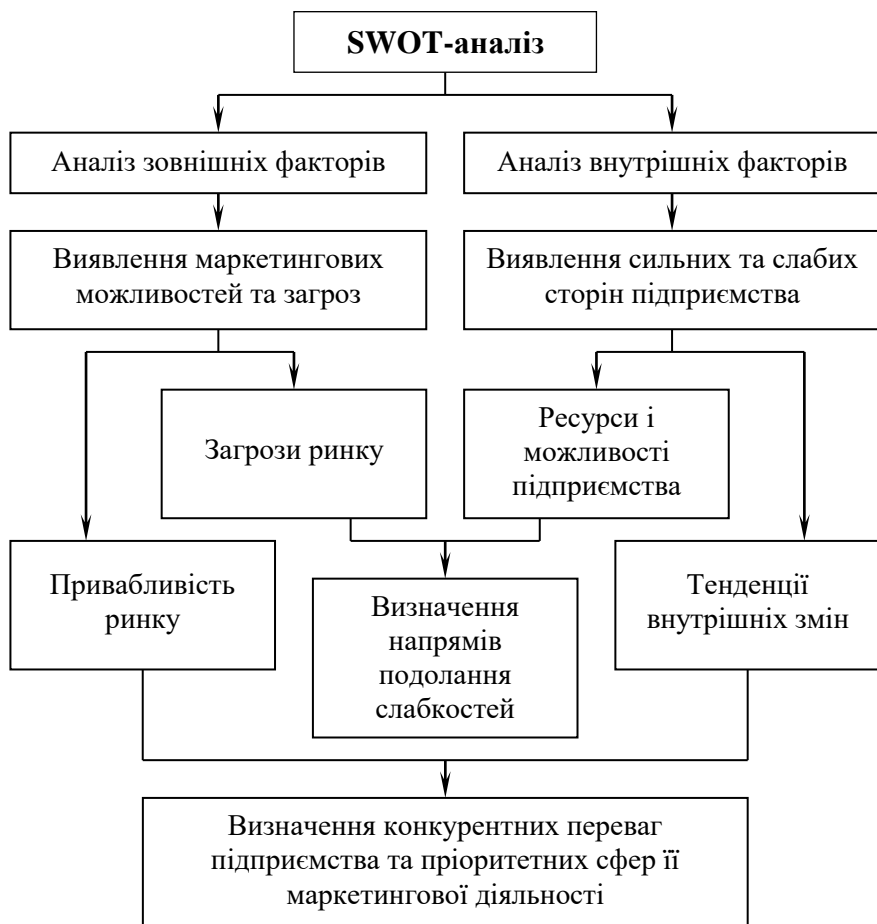 SWOT-аналіз
Аналіз зовнішніх факторів
Аналіз внутрішніх факторів
Виявлення маркетингових
можливостей та загроз
Виявлення сильних та слабих
сторін підприємства
Загрози ринку
Ресурси і
можливості
підприємства
Привабливість
ринку
Визначення
напрямів
подолання
слабкостей
Тенденції
внутрішніх змін
Визначення конкурентних переваг
підприємства та пріоритетних сфер її
маркетингової діяльності